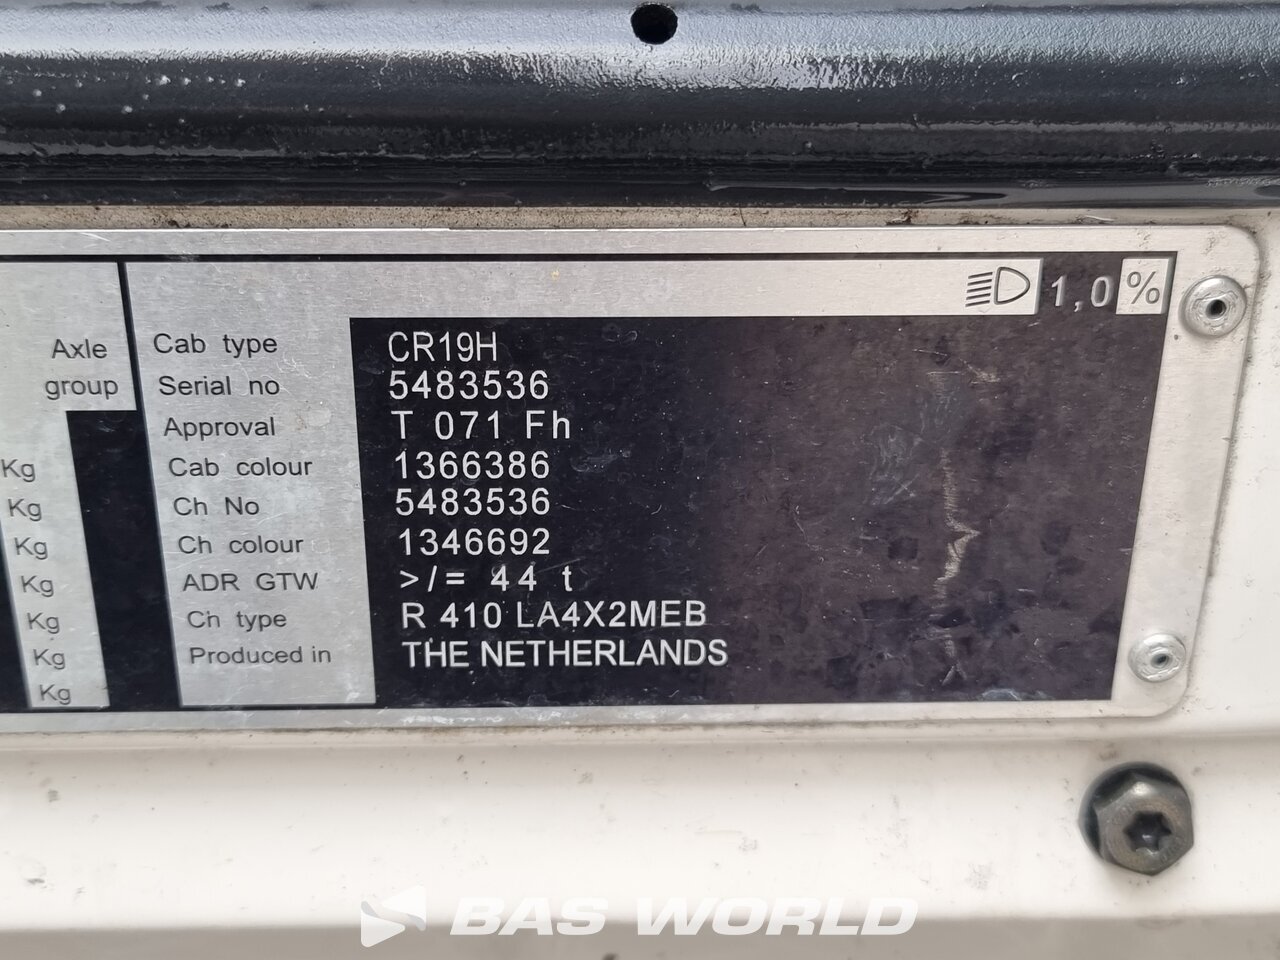 1,0 %
Axle
group
Kg
Kg
Kg
Kg
Kg
Kg
Kg
Cab type CR19H
Serial no 5483536
Approval T 071 Fh
Cab colour 1366386
Ch No 5483536
Ch colour 1346692
ADR GTW >/= 44 t
Ch type R 410 LA4X2MEB
Produced in THE NETHERLANDS
BAS WORLD